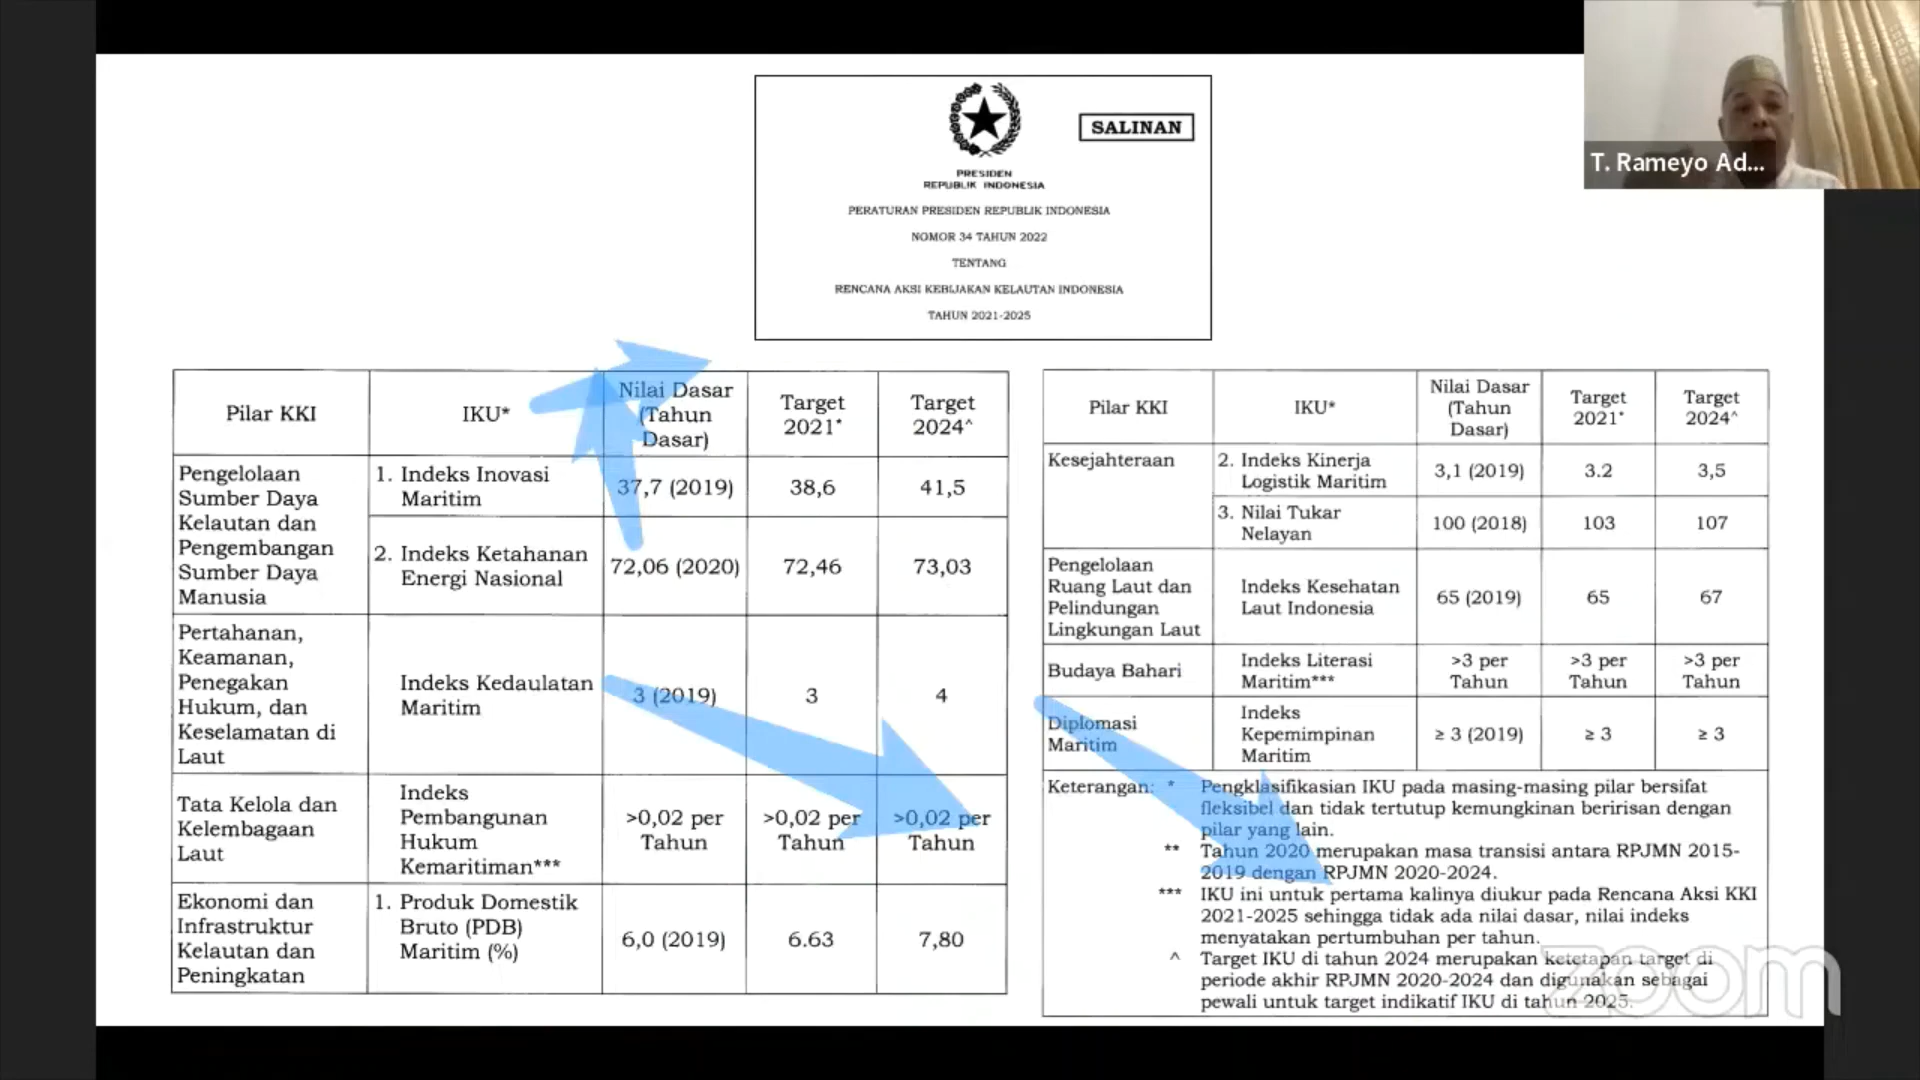 T. Rameyo Ad...
SALINAN
PRESIDEN
REPUBLIK INDONESIA
PERATURAN PRESIDEN REPUBLIK INDONESIA
NOMOR 34 TAHUN 2022
TENTANG
RENCANA AKSI KEBIJAKAN KELAUTAN INDONESIA
TAHUN 2021-2025
Pilar KKI
IKU*
Nilai Dasar
(Tahun
Dasar)
Target
2021*
Target
2024^
Pengelolaan
Sumber Daya
Kelautan dan
Pengembangan
Sumber Daya
Manusia
1. Indeks Inovasi
Maritim
37,7 (2019)
38,6
41,5
2. Indeks Ketahanan
Energi Nasional
72,06 (2020)
72,46
73,03
Pertahanan,
Keamanan,
Penegakan
Hukum, dan
Keselamatan di
Laut
Indeks Kedaulatan
Maritim
3 (2019)
3
4
Tata Kelola dan
Kelembagaan
Laut
Indeks
Pembangunan
Hukum
Kemaritiman***
>0,02 per
Tahun
>0,02 per
Tahun
>0,02 per
Tahun
Ekonomi dan
Infrastruktur
Kelautan dan
Peningkatan
1. Produk Domestik
Bruto (PDB)
Maritim (%)
6,0 (2019)
6.63
7,80
Pilar KKI
IKU*
Nilai Dasar
(Tahun
Dasar)
Target
2021*
Target
2024^
Kesejahteraan
2. Indeks Kinerja
Logistik Maritim
3,1 (2019)
3.2
3,5
3. Nilai Tukar
Nelayan
100 (2018)
103
107
Pengelolaan
Ruang Laut dan
Pelindungan
Lingkungan Laut
Indeks Kesehatan
Laut Indonesia
65 (2019)
65
67
Budaya Bahari
Indeks Literasi
Maritim***
>3 per
Tahun
>3 per
Tahun
>3 per
Tahun
Diplomasi
Maritim
Indeks
Kepemimpinan
Maritim
≥ 3 (2019)
≥ 3
≥ 3
Keterangan: * Pengklasifikasian IKU pada masing-masing pilar bersifat
fleksibel dan tidak tertutup kemungkinan beririsan dengan
pilar yang lain.
** Tahun 2020 merupakan masa transisi antara RPJMN 2015-
2019 dengan RPJMN 2020-2024.
*** IKU ini untuk pertama kalinya diukur pada Rencana Aksi KKI
2021-2025 sehingga tidak ada nilai dasar, nilai indeks
menyatakan pertumbuhan per tahun.
^ Target IKU di tahun 2024 merupakan ketetapan target di
periode akhir RPJMN 2020-2024 dan digunakan sebagai
pewali untuk target indikatif IKU di tahun 2025.
zoom